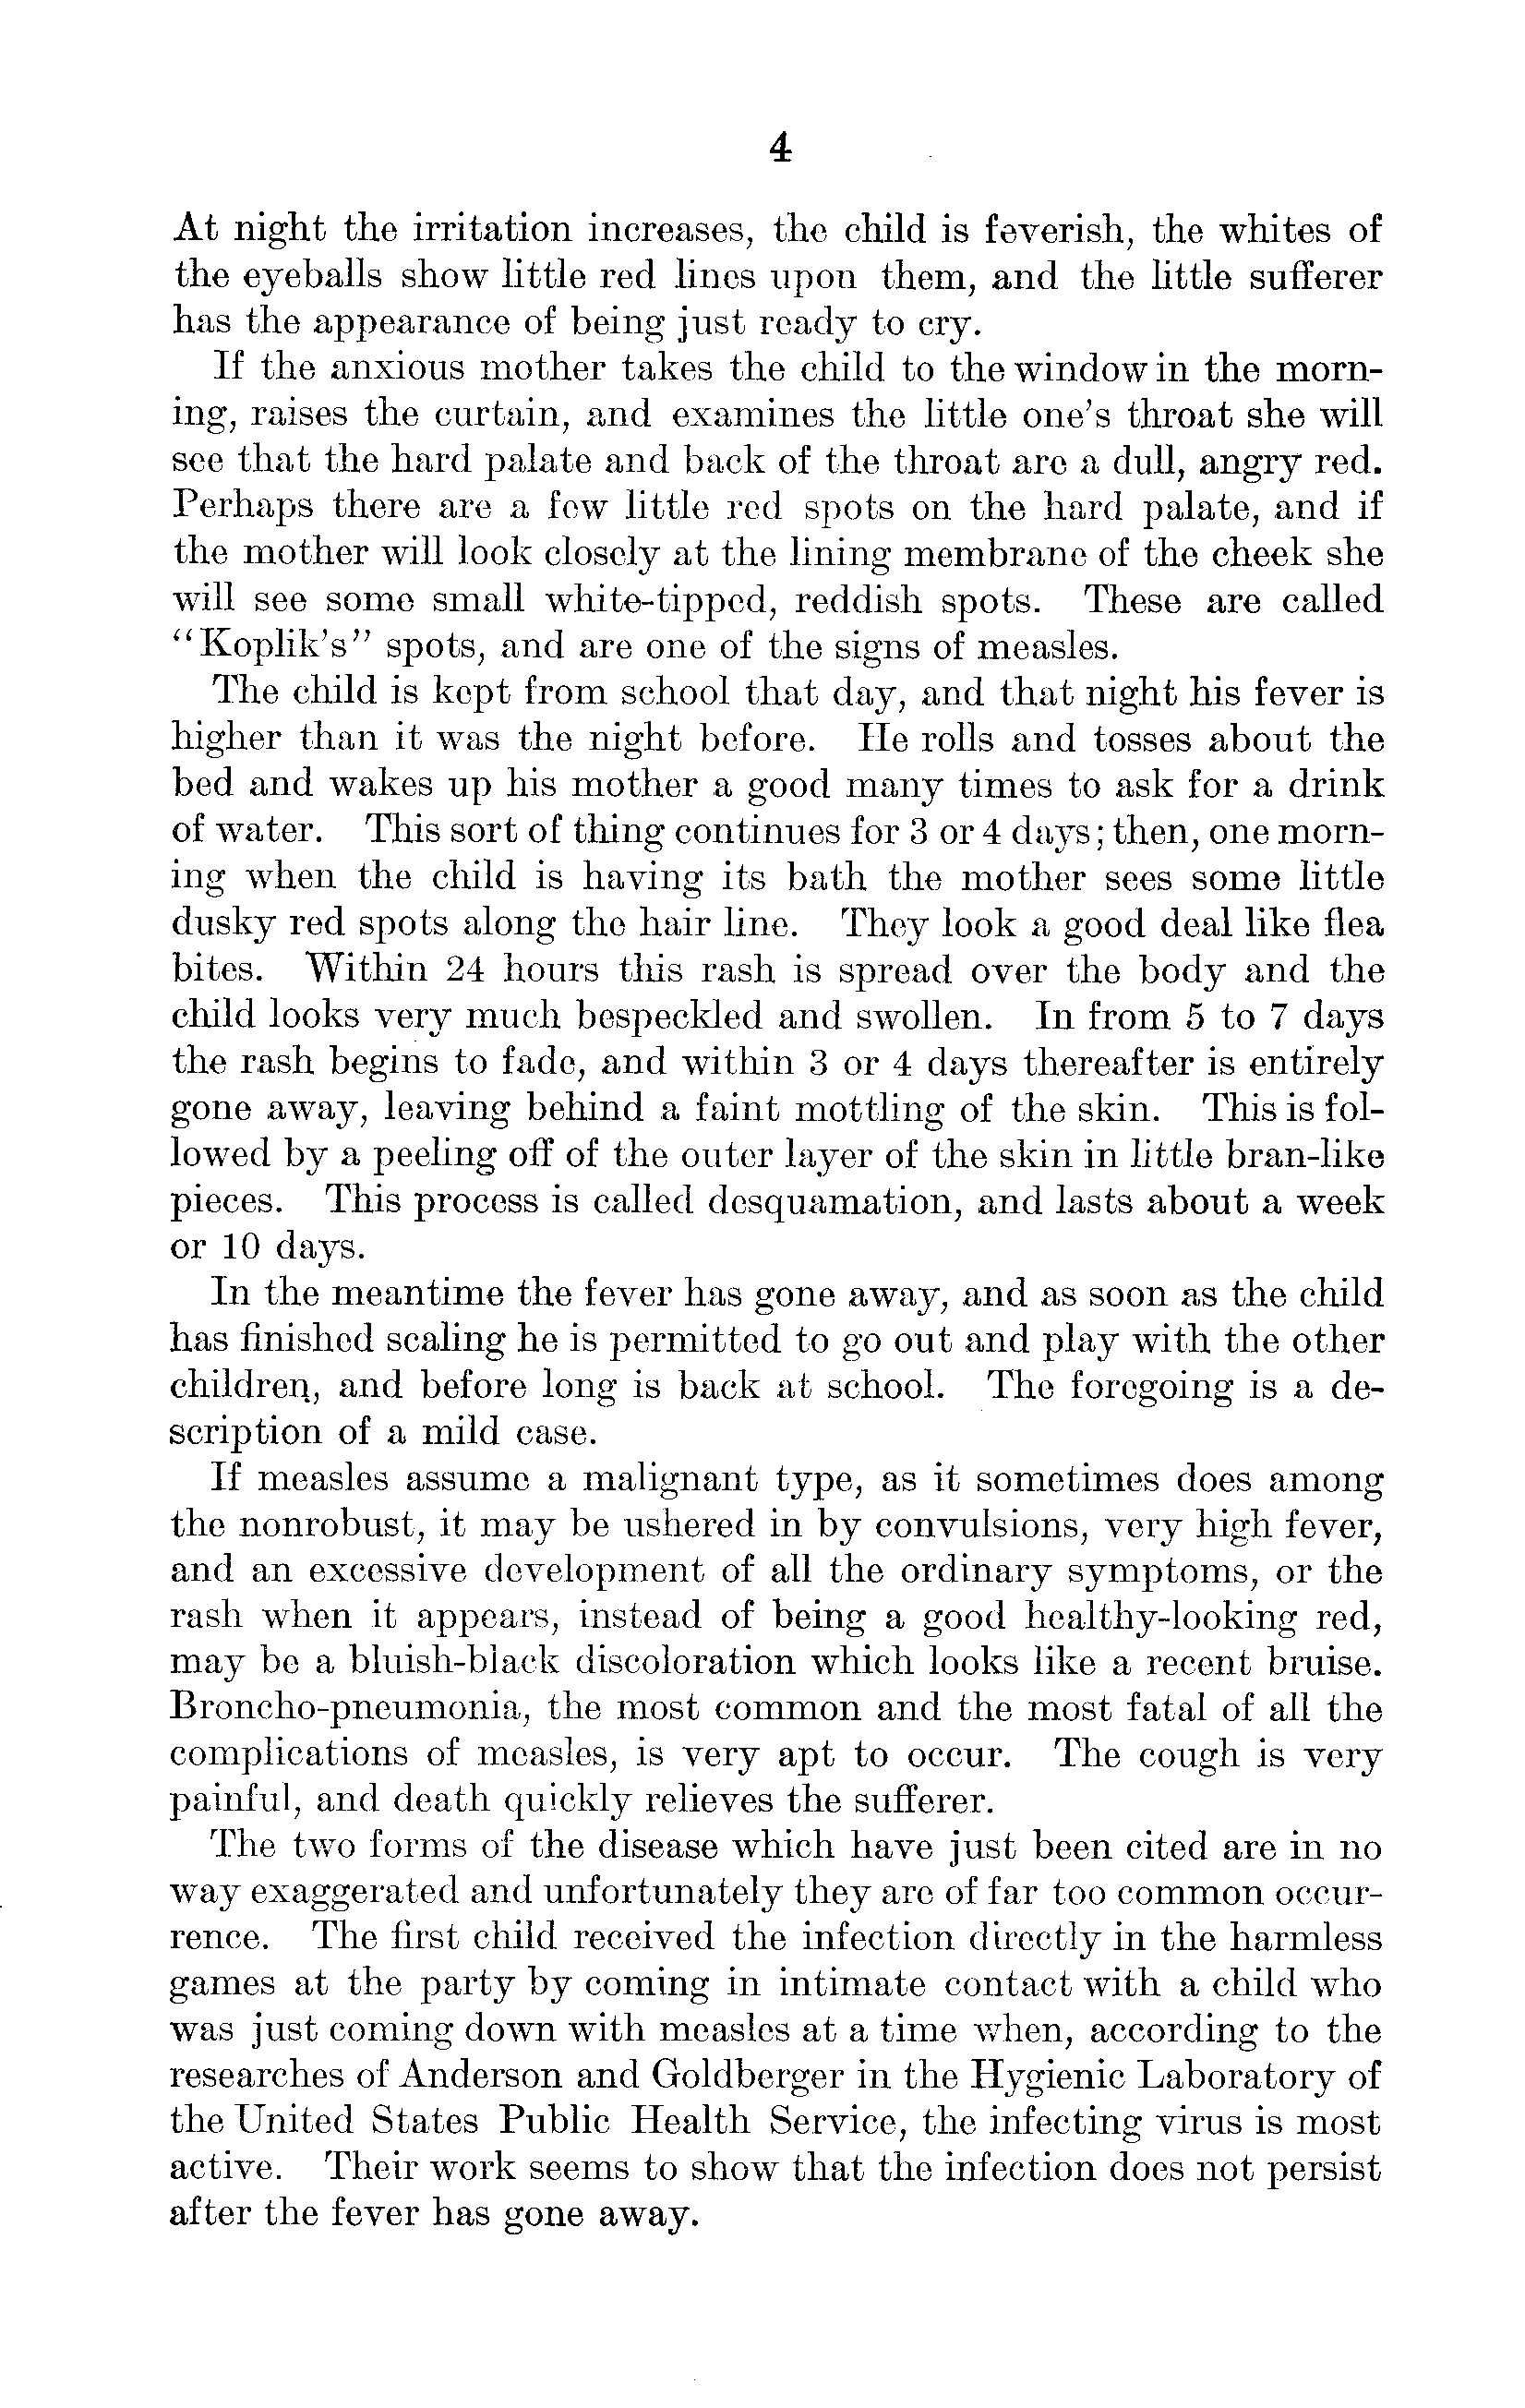 4
At night the irritation increases, the child is feverish, the whites of
the eyeballs show little red lines upon them, and the little sufferer
has the appearance of being just ready to cry.
If the anxious mother takes the child to the window in the morn-
ing, raises the curtain, and examines the little one's throat she will
see that the hard palate and back of the throat are a dull, angry red.
Perhaps there are a few little red spots on the hard palate, and if
the mother will look closely at the lining membrane of the cheek she
will see some small white-tipped, reddish spots. These are called
"Koplik's" spots, and are one of the signs of measles.
The child is kept from school that day, and that night his fever is
higher than it was the night before. He rolls and tosses about the
bed and wakes up his mother a good many times to ask for a drink
of water. This sort of thing continues for 3 or 4 days; then, one morn-
ing when the child is having its bath the mother sees some little
dusky red spots along the hair line. They look a good deal like flea
bites. Within 24 hours this rash is spread over the body and the
child looks very much bespeckled and swollen. In from 5 to 7 days
the rash begins to fade, and within 3 or 4 days thereafter is entirely
gone away, leaving behind a faint mottling of the skin. This is fol-
lowed by a peeling off of the outer layer of the skin in little bran-like
pieces. This process is called desquamation, and lasts about a week
or 10 days.
In the meantime the fever has gone away, and as soon as the child
has finished scaling he is permitted to go out and play with the other
children, and before long is back at school. The foregoing is a de-
scription of a mild case.
If measles assume a malignant type, as it sometimes does among
the nonrobust, it may be ushered in by convulsions, very high fever,
and an excessive development of all the ordinary symptoms, or the
rash when it appears, instead of being a good healthy-looking red,
may be a bluish-black discoloration which looks like a recent bruise.
Broncho-pneumonia, the most common and the most fatal of all the
complications of measles, is very apt to occur. The cough is very
painful, and death quickly relieves the sufferer.
The two forms of the disease which have just been cited are in no
way exaggerated and unfortunately they are of far too common occur-
rence. The first child received the infection directly in the harmless
games at the party by coming in intimate contact with a child who
was just coming down with measles at a time when, according to the
researches of Anderson and Goldberger in the Hygienic Laboratory of
the United States Public Health Service, the infecting virus is most
active. Their work seems to show that the infection does not persist
after the fever has gone away.